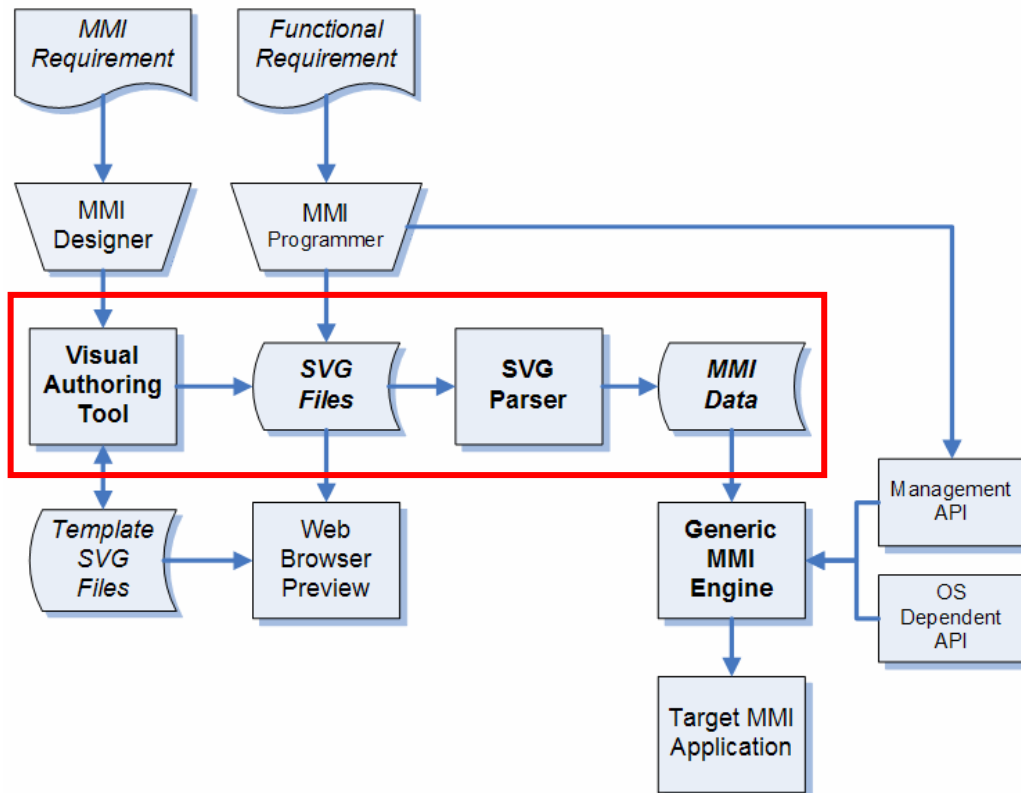 MMI
Requirement
Functional
Requirement
MMI
Designer
MMI
Programmer
Visual
Authoring
Tool
SVG
Files
SVG
Parser
MMI
Data
Template
SVG
Files
Web
Browser
Preview
Generic
MMI
Engine
Management
API
OS
Dependent
API
Target MMI
Application